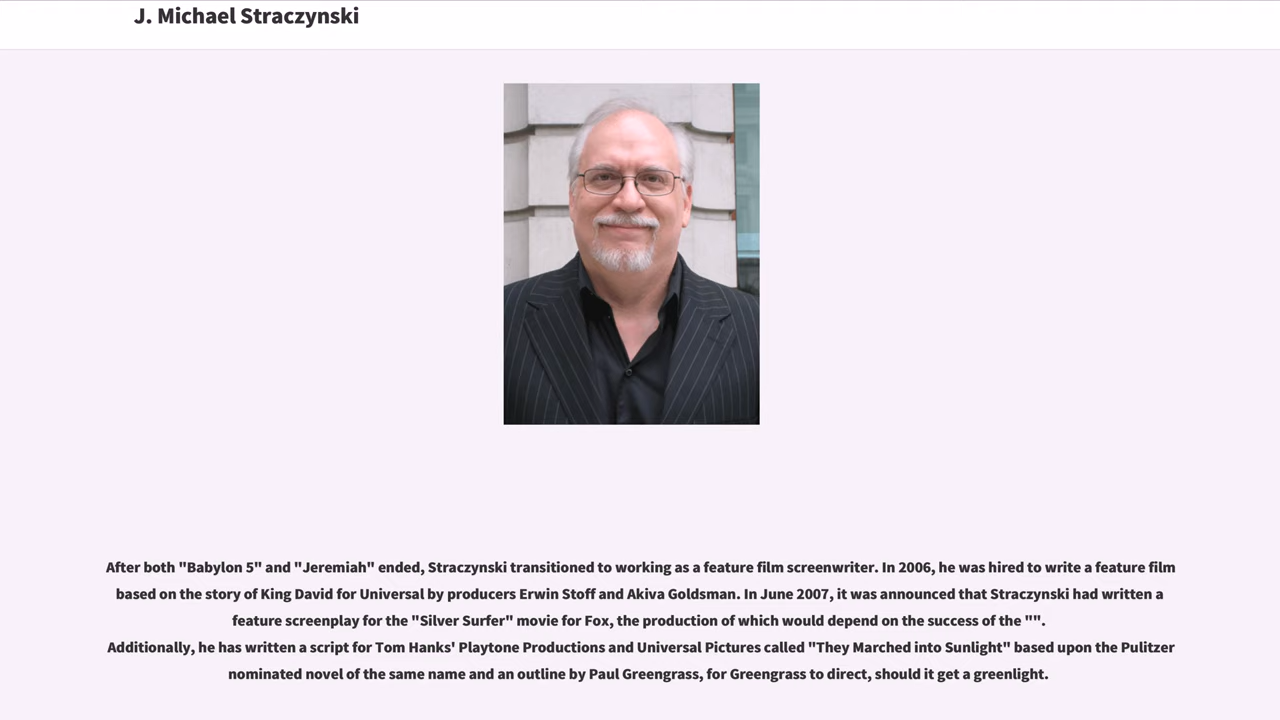 J. Michael Straczynski
After both "Babylon 5" and "Jeremiah" ended, Straczynski transitioned to working as a feature film screenwriter. In 2006, he was hired to write a feature film
based on the story of King David for Universal by producers Erwin Stoff and Akiva Goldsman. In June 2007, it was announced that Straczynski had written a
feature screenplay for the "Silver Surfer" movie for Fox, the production of which would depend on the success of the "".
Additionally, he has written a script for Tom Hanks' Playtone Productions and Universal Pictures called "They Marched into Sunlight" based upon the Pulitzer
nominated novel of the same name and an outline by Paul Greengrass, for Greengrass to direct, should it get a greenlight.